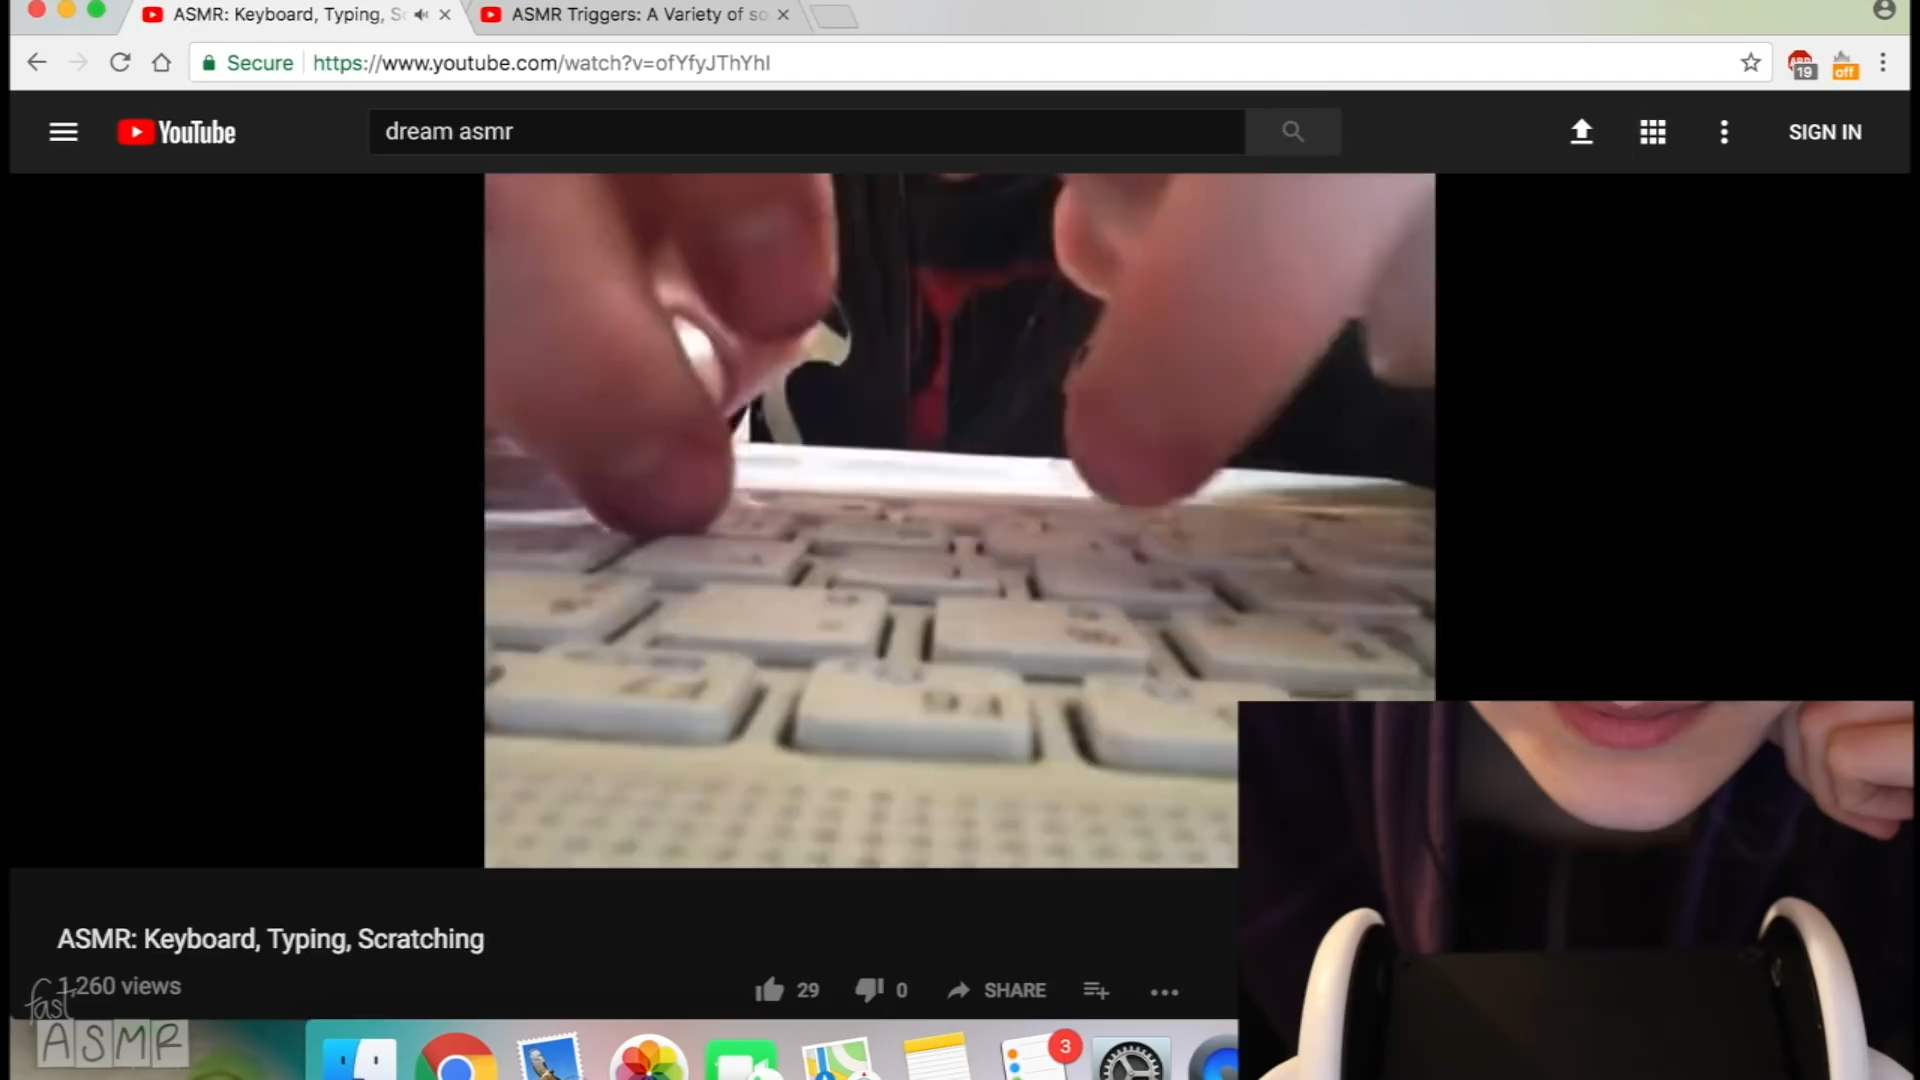 ASMR: Keyboard, Typing, Sc
ASMR Triggers: A Variety of so
Secure
https://www.youtube.com/watch?v=ofYfyJThYhI
19
off
YouTube
dream asmr
SIGN IN
ASMR: Keyboard, Typing, Scratching
1,260 views
29
0
SHARE
fast
ASMR
3